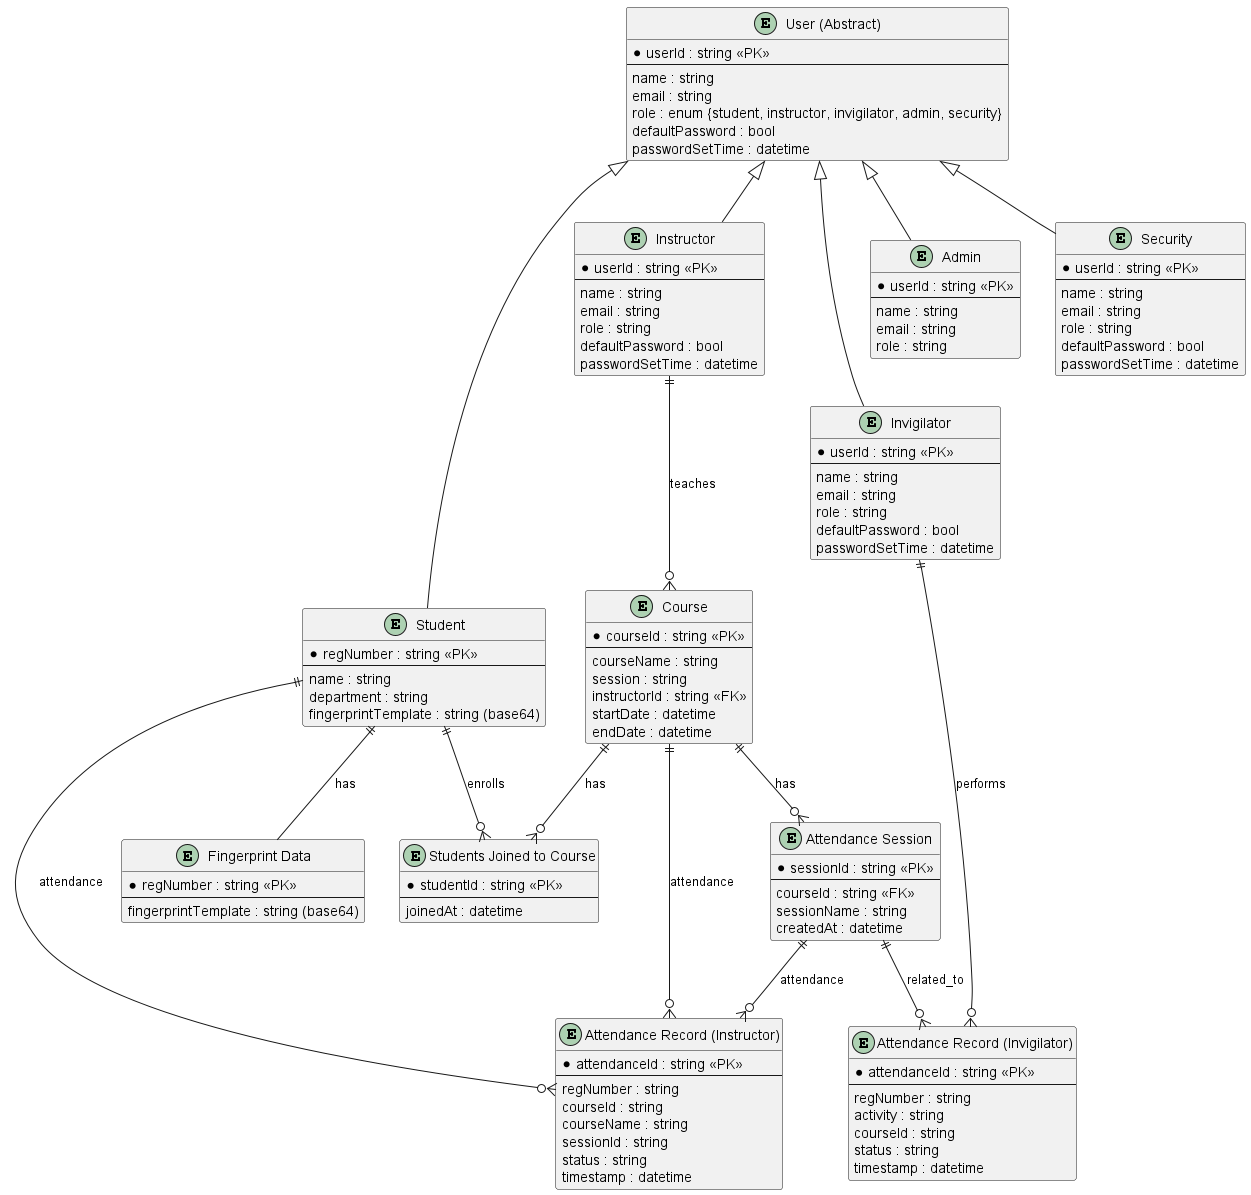 E User (Abstract)
userId : string «PK»
name : string
email : string
role : enum {student, instructor, invigilator, admin, security}
defaultPassword : bool
passwordSetTime : datetime
E Instructor
userId : string «PK»
name : string
email : string
role : string
defaultPassword : bool
passwordSetTime : datetime
E Admin
userId : string «PK»
name : string
email : string
role : string
E Security
userId : string «PK»
name : string
email : string
role : string
defaultPassword : bool
passwordSetTime : datetime
E Invigilator
userId : string «PK»
name : string
email : string
role : string
defaultPassword : bool
passwordSetTime : datetime
teaches
E Student
regNumber : string «PK»
name : string
department : string
fingerprintTemplate : string (base64)
E Course
courseId : string «PK»
courseName : string
session : string
instructorId : string «FK»
startDate : datetime
endDate : datetime
has
enrolls
has
has
performs
E Fingerprint Data
regNumber : string «PK»
fingerprintTemplate : string (base64)
E Students Joined to Course
studentId : string «PK»
joinedAt : datetime
E Attendance Session
sessionId : string «PK»
courseId : string «FK»
sessionName : string
createdAt : datetime
attendance
attendance
attendance
related_to
E Attendance Record (Instructor)
attendanceId : string «PK»
regNumber : string
courseId : string
courseName : string
sessionId : string
status : string
timestamp : datetime
E Attendance Record (Invigilator)
attendanceId : string «PK»
regNumber : string
activity : string
courseId : string
status : string
timestamp : datetime